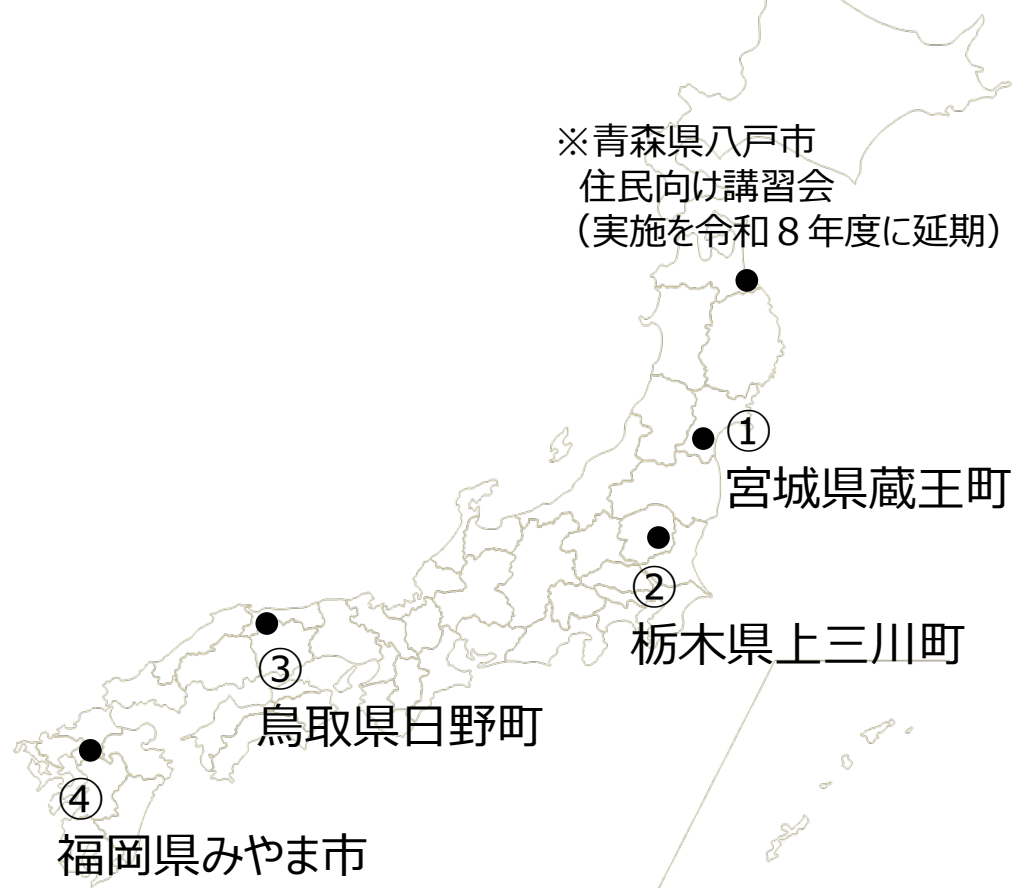 ※青森県八戸市
住民向け講習会
（実施を令和８年度に延期）
①
宮城県蔵王町
②
栃木県上三川町
③
鳥取県日野町
④
福岡県みやま市